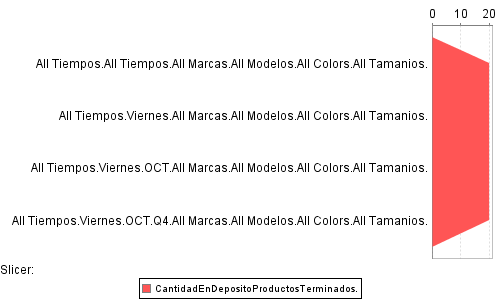 0 10 20
All Tiempos.All Tiempos.All Marcas.All Modelos.All Colors.All Tamanios.
All Tiempos.Viernes.All Marcas.All Modelos.All Colors.All Tamanios.
All Tiempos.Viernes.OCT.All Marcas.All Modelos.All Colors.All Tamanios.
All Tiempos.Viernes.OCT.Q4.All Marcas.All Modelos.All Colors.All Tamanios.
Slicer:
CantidadEnDepositoProductosTerminados.